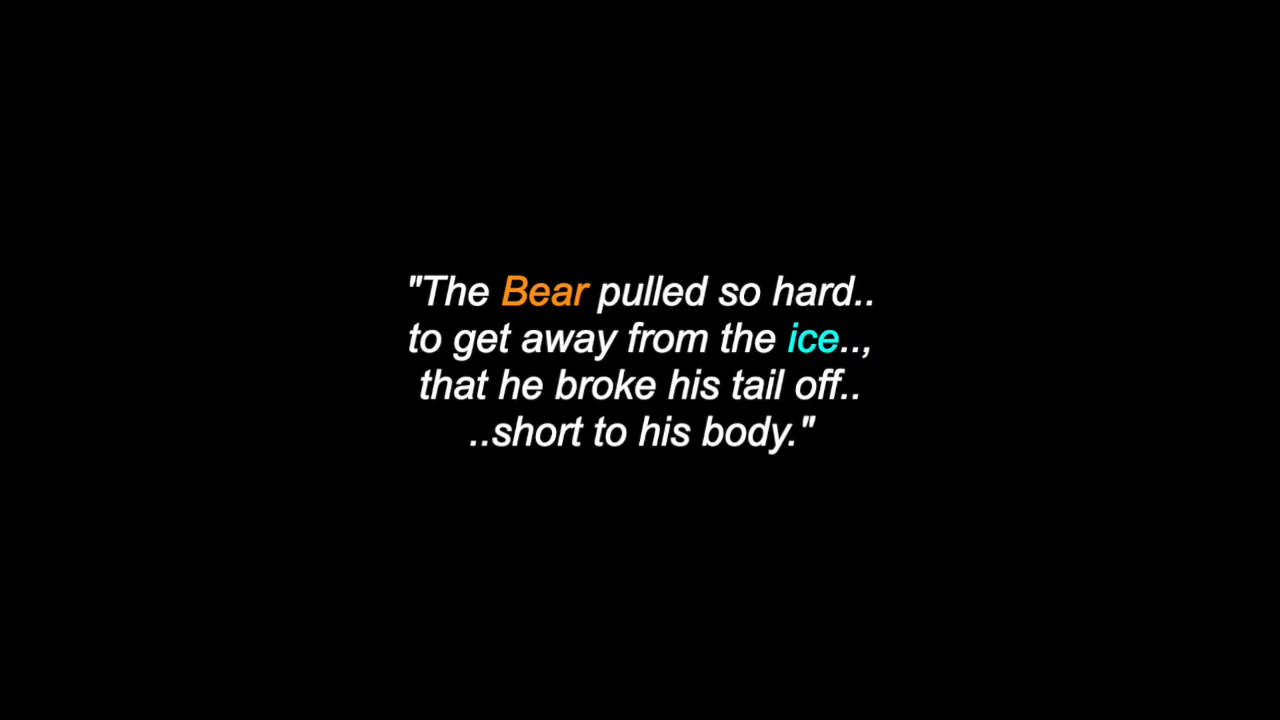 "The Bear pulled so hard..
to get away from the ice..,
that he broke his tail off..
..short to his body."